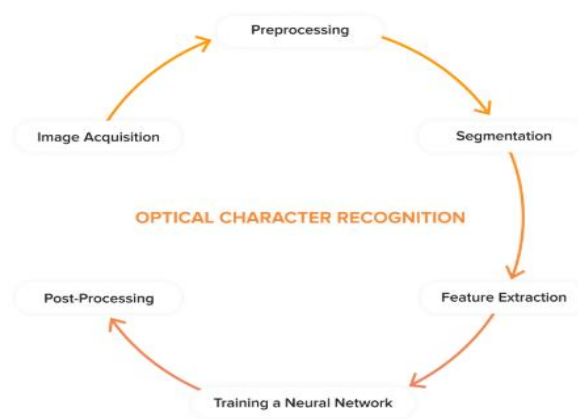 Preprocessing
Image Acquisition
Segmentation
OPTICAL CHARACTER RECOGNITION
Post-Processing
Feature Extraction
Training a Neural Network